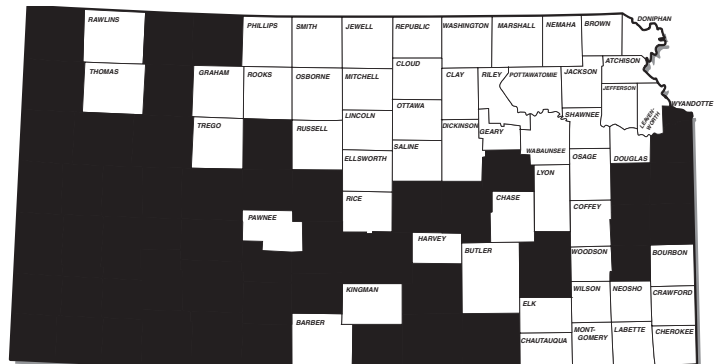 RAWLINS
PHILLIPS
SMITH
JEWELL
REPUBLIC
WASHINGTON
MARSHALL
NEMAHA
BROWN
DONIPHAN
THOMAS
GRAHAM
ROOKS
OSBORNE
MITCHELL
CLOUD
CLAY
RILEY
POTTAWATOMIE
JACKSON
ATCHISON
JEFFERSON
LEAVEN-
WORTH
WYANDOTTE
TREGO
RUSSELL
LINCOLN
OTTAWA
DICKINSON
GEARY
SHAWNEE
ELLSWORTH
SALINE
WABAUNSEE
OSAGE
DOUGLAS
LYON
RICE
CHASE
COFFEY
PAWNEE
HARVEY
BUTLER
WOODSON
BOURBON
KINGMAN
ELK
WILSON
NEOSHO
CRAWFORD
BARBER
CHAUTAUQUA
MONT-
GOMERY
LABETTE
CHEROKEE